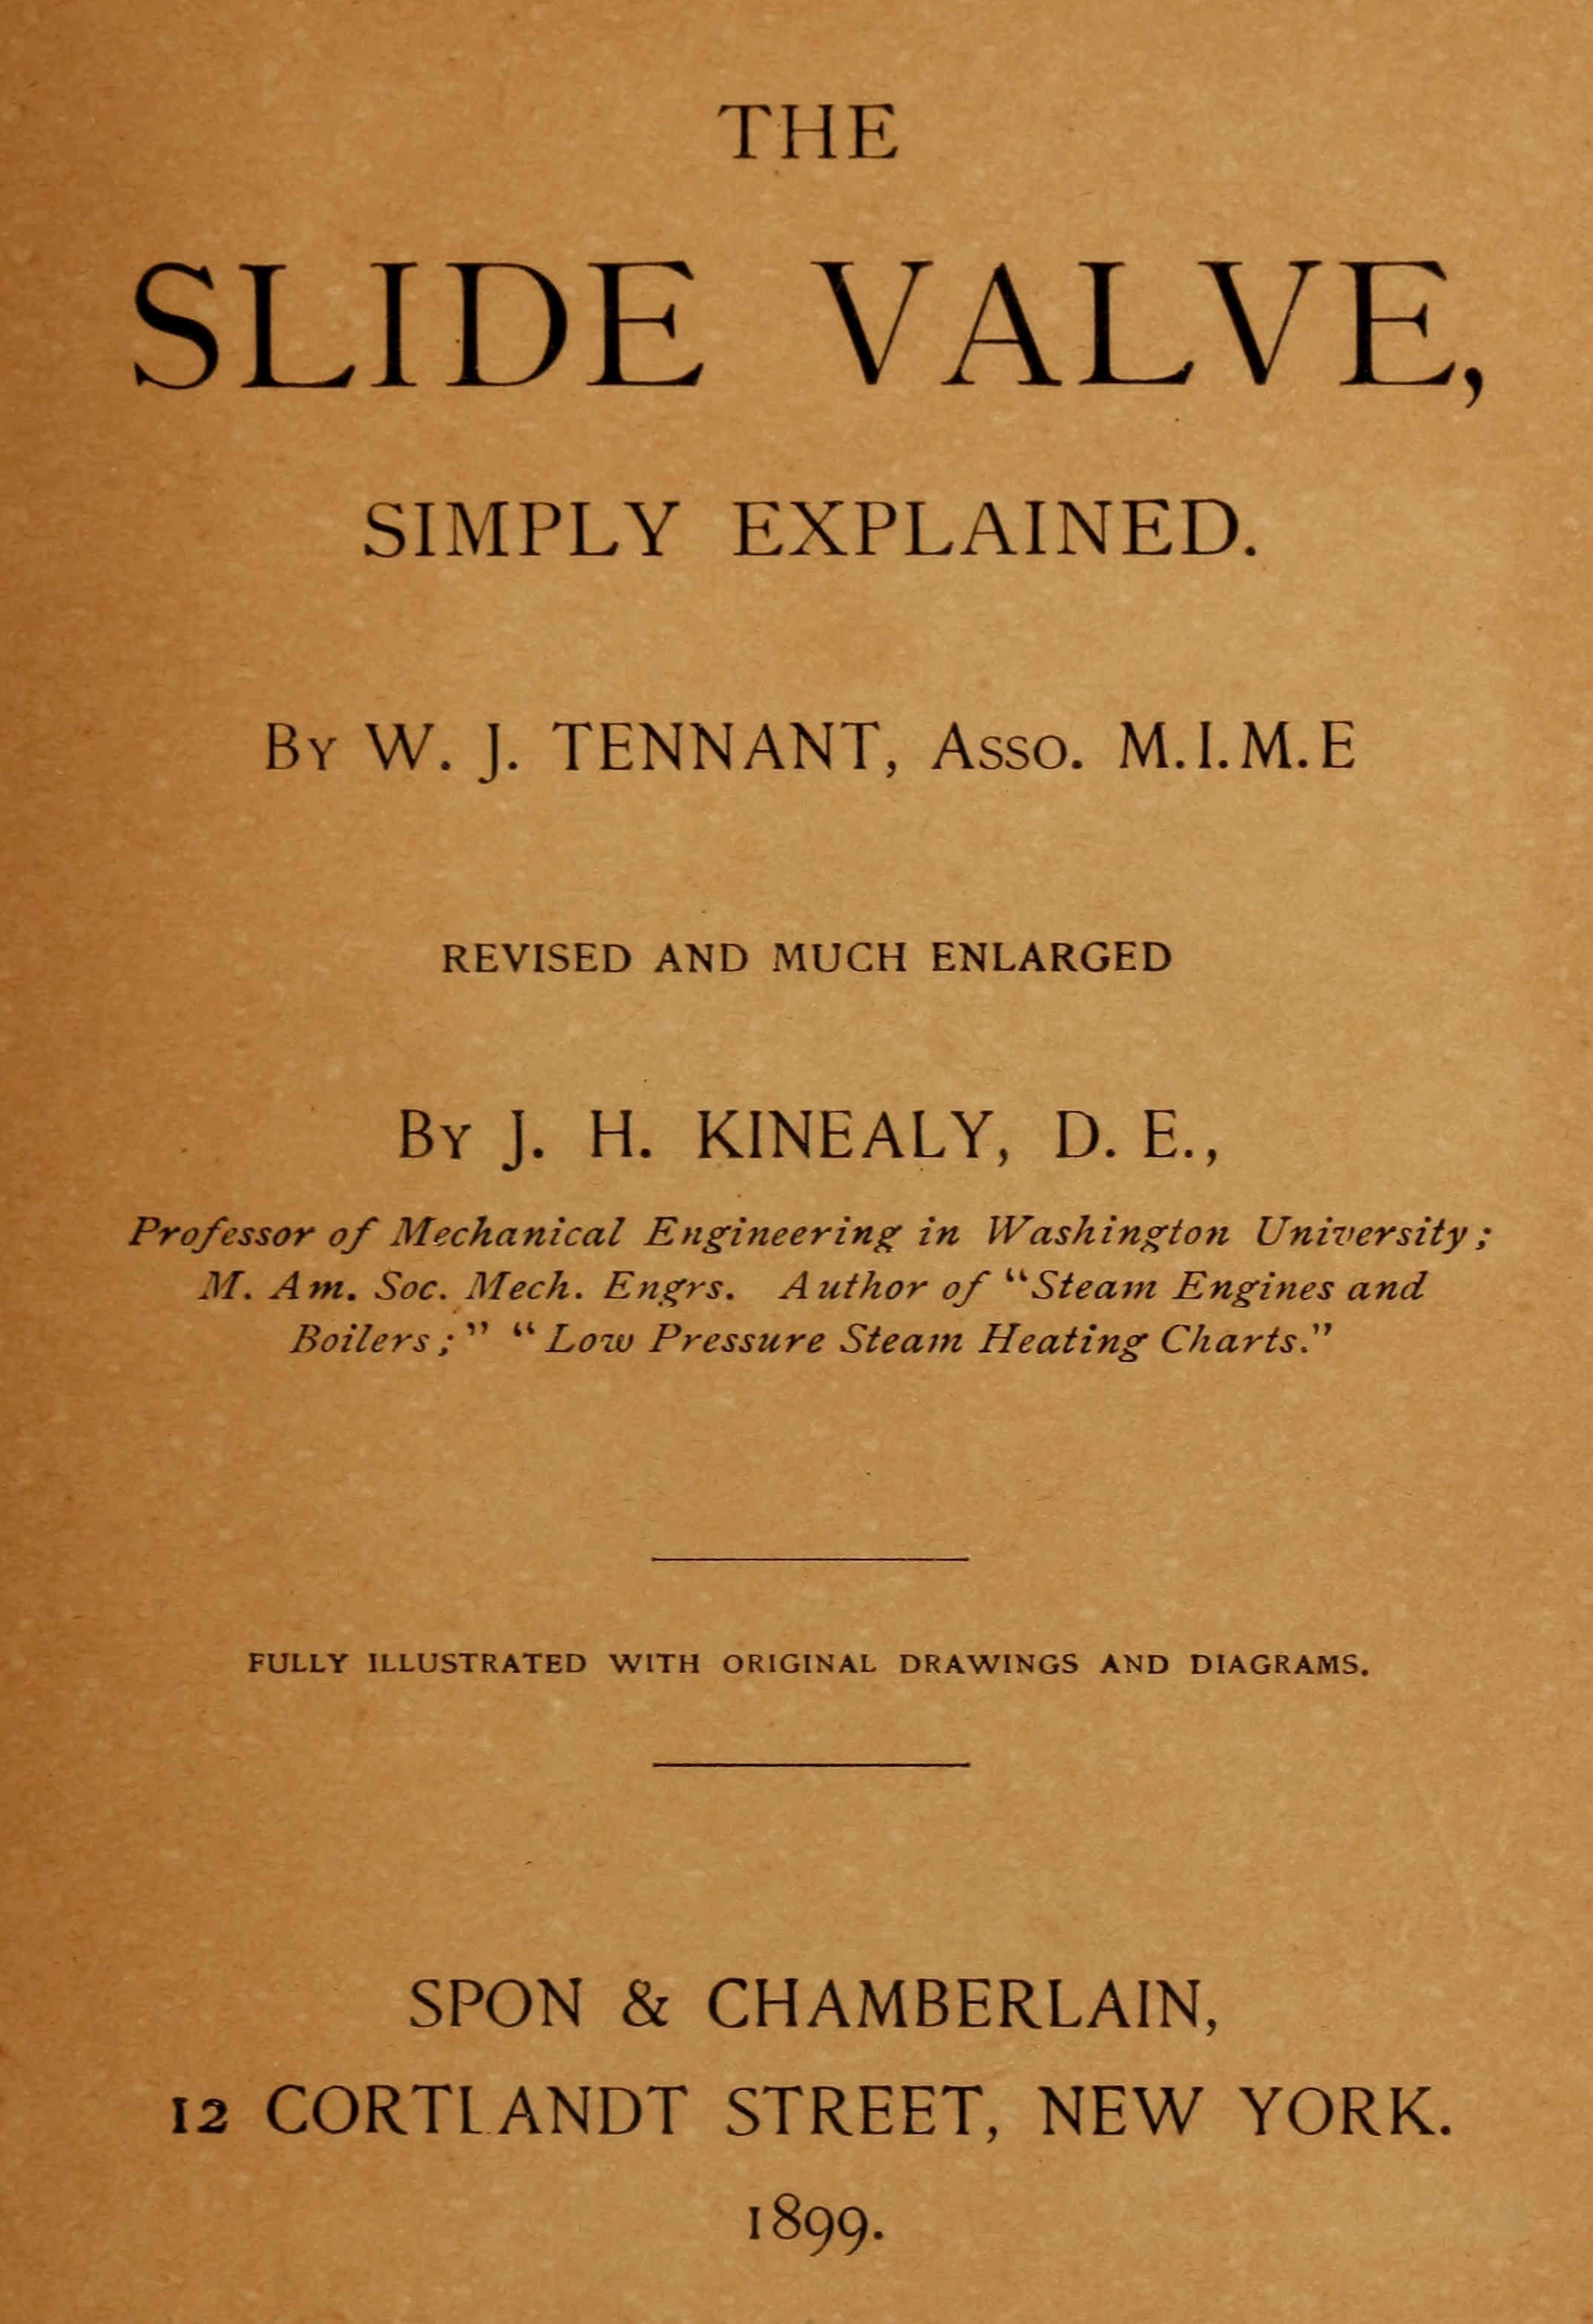 THE
SLIDE VALVE,
SIMPLY EXPLAINED.
By W. J. TENNANT, Asso. M.I.M.E
REVISED AND MUCH ENLARGED
By J. H. KINEALY, D. E.,
Professor of Mechanical Engineering in Washington University;
M. Am. Soc. Mech. Engrs. Author of "Steam Engines and
Boilers;" "Low Pressure Steam Heating Charts."
FULLY ILLUSTRATED WITH ORIGINAL DRAWINGS AND DIAGRAMS.
SPON & CHAMBERLAIN,
12 CORTLANDT STREET, NEW YORK.
1899.